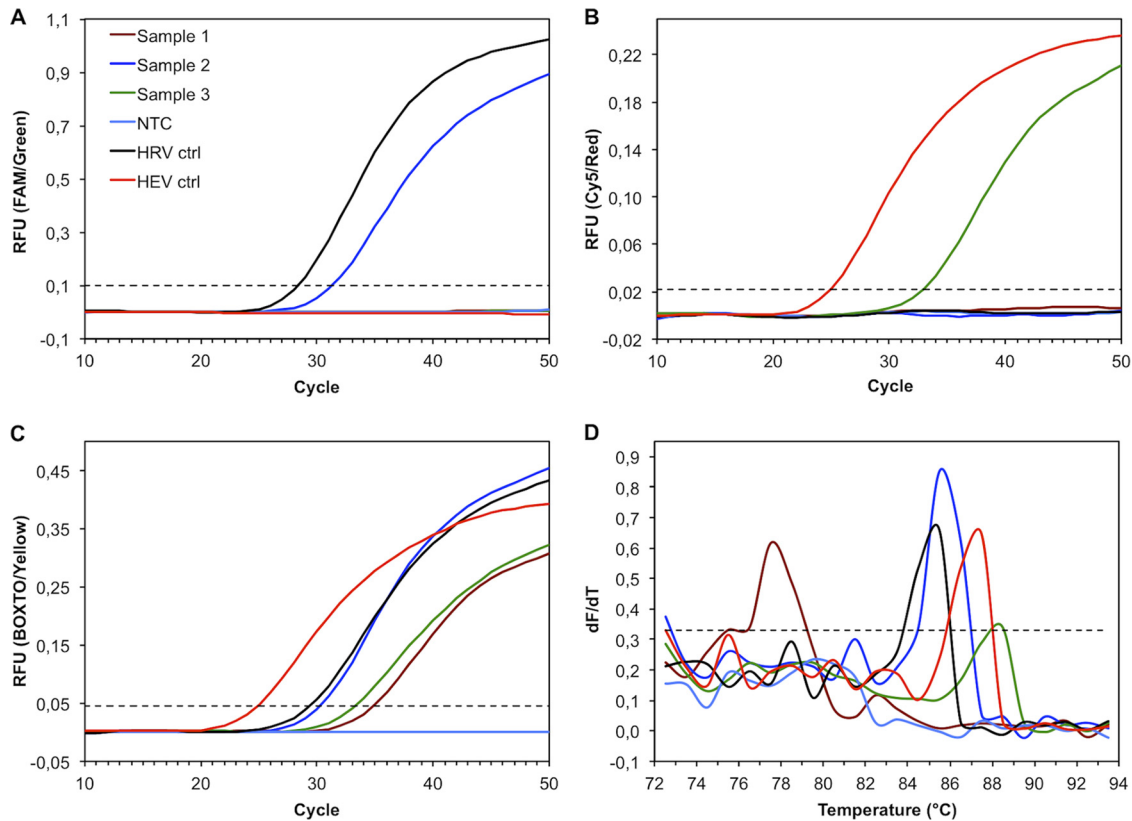 A
RFU (FAM/Green)
1,1
0,9
0,7
0,5
0,3
0,1
-0,1
Sample 1
Sample 2
Sample 3
NTC
HRV ctrl
HEV ctrl
10 20 30 40 50
Cycle
B
RFU (Cy5/Red)
0,22
0,18
0,14
0,10
0,06
0,02
-0,02
10 20 30 40 50
Cycle
C
RFU (BOXTO/Yellow)
0,45
0,35
0,25
0,15
0,05
-0,05
10 20 30 40 50
Cycle
D
dF/dT
0,9
0,8
0,7
0,6
0,5
0,4
0,3
0,2
0,1
0,0
-0,1
72 74 76 78 80 82 84 86 88 90 92 94
Temperature (°C)